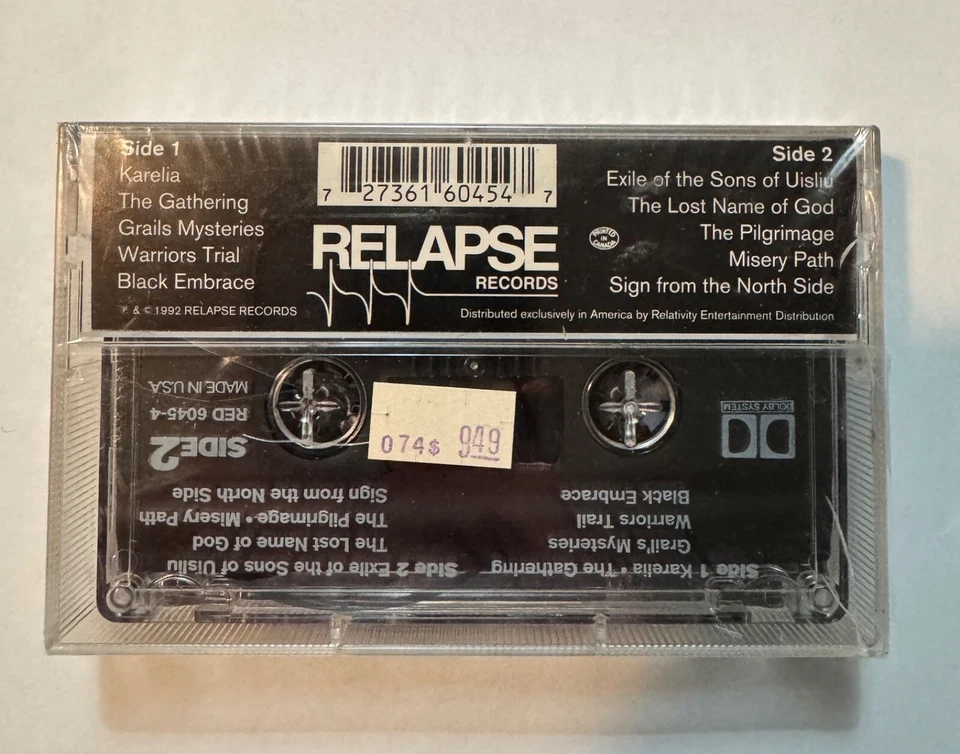 Side 1
Karelia
The Gathering
Grails Mysteries
Warriors Trial
Black Embrace
℗ & © 1992 RELAPSE RECORDS
7 27361 60454 7
RELAPSE
RECORDS
PRINTED IN CANADA
Side 2
Exile of the Sons of Uisliu
The Lost Name of God
The Pilgrimage
Misery Path
Sign from the North Side
Distributed exclusively in America by Relativity Entertainment Distribution
074$ 949
Side 1 Karelia • The Gathering
Grail's Mysteries
Warriors Trail
Black Embrace
Side 2 Exile of the Sons of Uisliu
The Lost Name of God
The Pilgrimage • Misery Path
Sign from the North Side
SIDE2
RED 6045-4
MADE IN U.S.A.
DOLBY SYSTEM